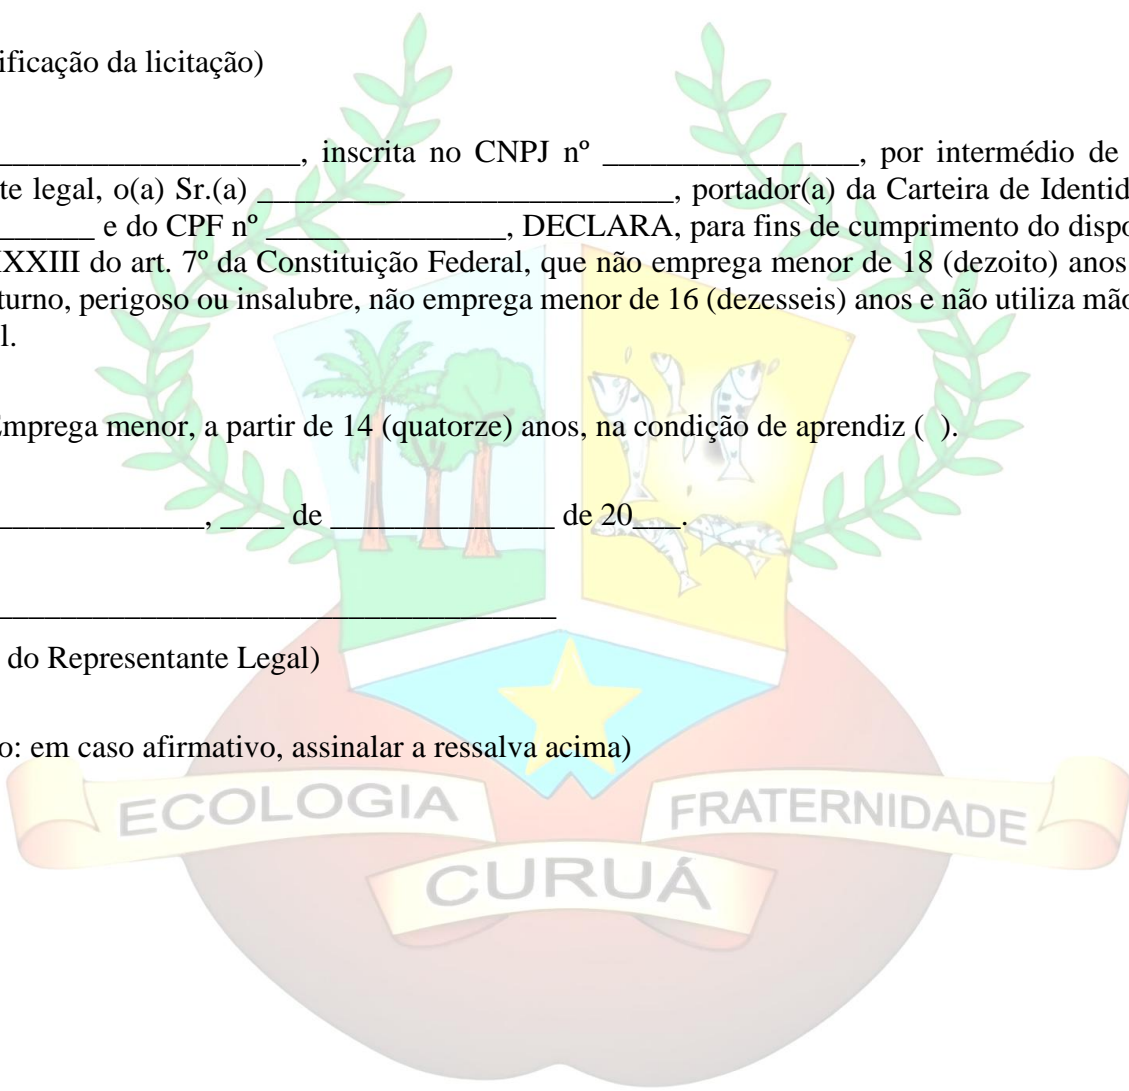 ificação da licitação)
___________________, inscrita no CNPJ nº ________________, por intermédio de
te legal, o(a) Sr.(a) __________________________, portador(a) da Carteira de Identid
______ e do CPF nº _______________, DECLARA, para fins de cumprimento do dispo
XXXIII do art. 7º da Constituição Federal, que não emprega menor de 18 (dezoito) anos
turno, perigoso ou insalubre, não emprega menor de 16 (dezesseis) anos e não utiliza mão
l.
Emprega menor, a partir de 14 (quatorze) anos, na condição de aprendiz ( ).
_____________, ____ de ______________ de 20___.
___________________________________
do Representante Legal)
o: em caso afirmativo, assinalar a ressalva acima)
ECOLOGIA FRATERNIDADE
CURUÁ